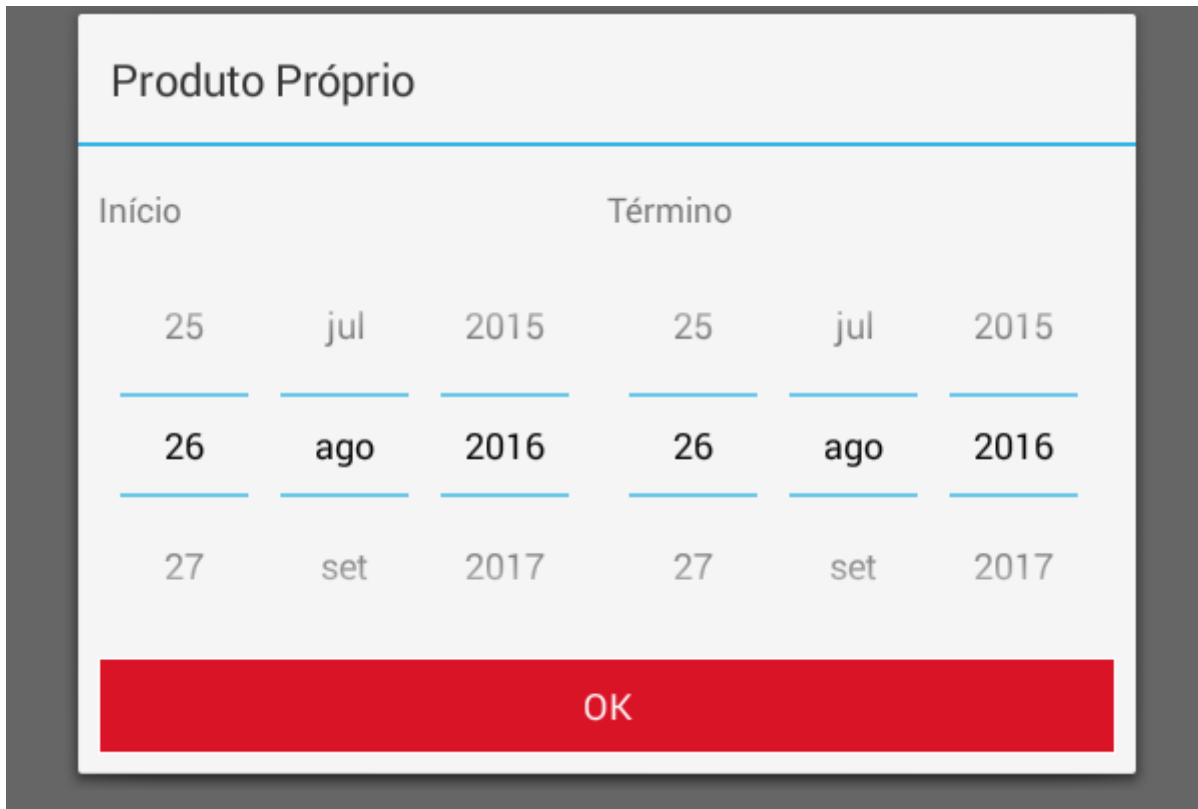 Produto Próprio
Início Término
25 jul 2015 25 jul 2015
26 ago 2016 26 ago 2016
27 set 2017 27 set 2017
OK